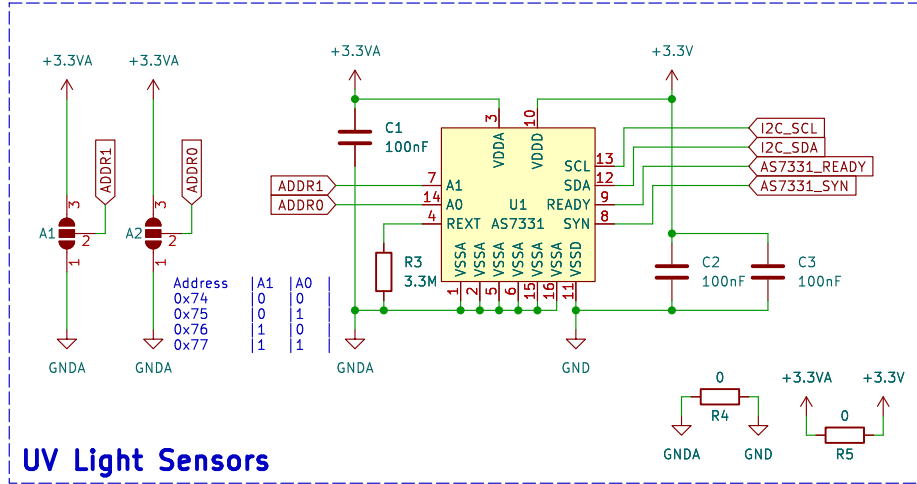 +3.3VA
+3.3VA
+3.3VA
+3.3V
ADDR1
ADDR0
3
A1
2
1
3
A2
2
1
GNDA
GNDA
C1
100nF
3
10
VDDA
VDDD
ADDR1
7
A1
ADDR0
14
A0
4
REXT
U1
AS7331
SCL
13
I2C_SCL
SDA
12
I2C_SDA
READY
9
AS7331_READY
SYN
8
AS7331_SYN
VSSA
VSSA
VSSA
VSSA
VSSA
VSSA
VSSD
1
2
5
6
15
16
11
R3
3.3M
C2
100nF
C3
100nF
Address |A1 |A0 |
0x74 |0 |0 |
0x75 |0 |1 |
0x76 |1 |0 |
0x77 |1 |1 |
GNDA
GND
0
R4
GNDA
GND
+3.3VA
+3.3V
0
R5
UV Light Sensors